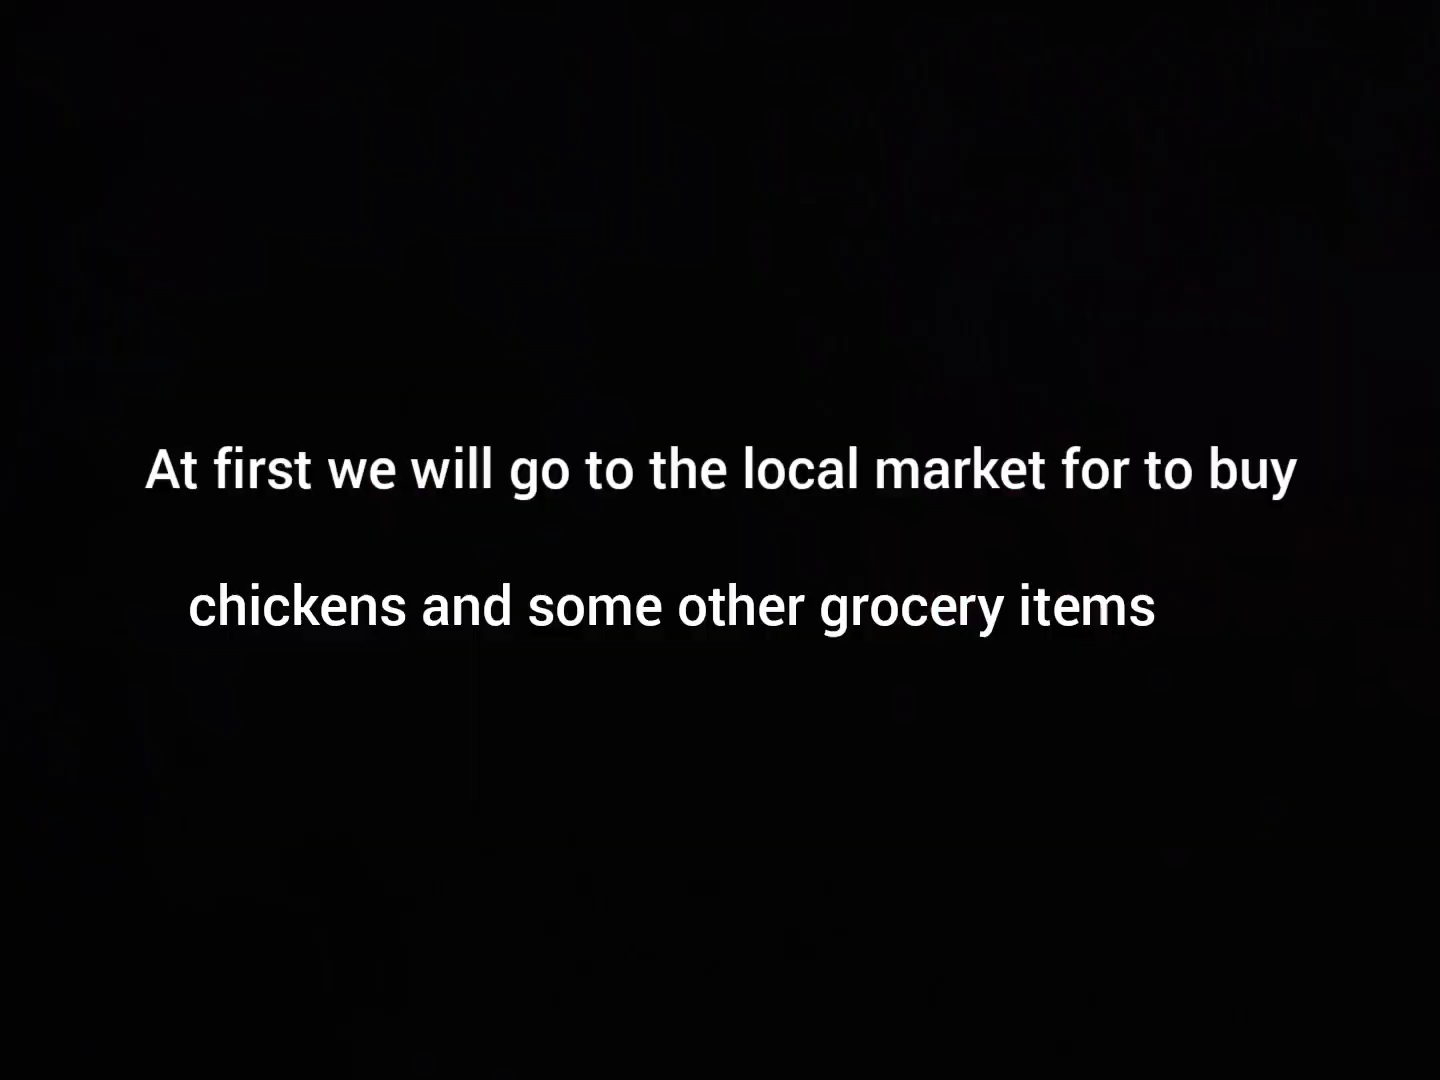 At first we will go to the local market for to buy
chickens and some other grocery items